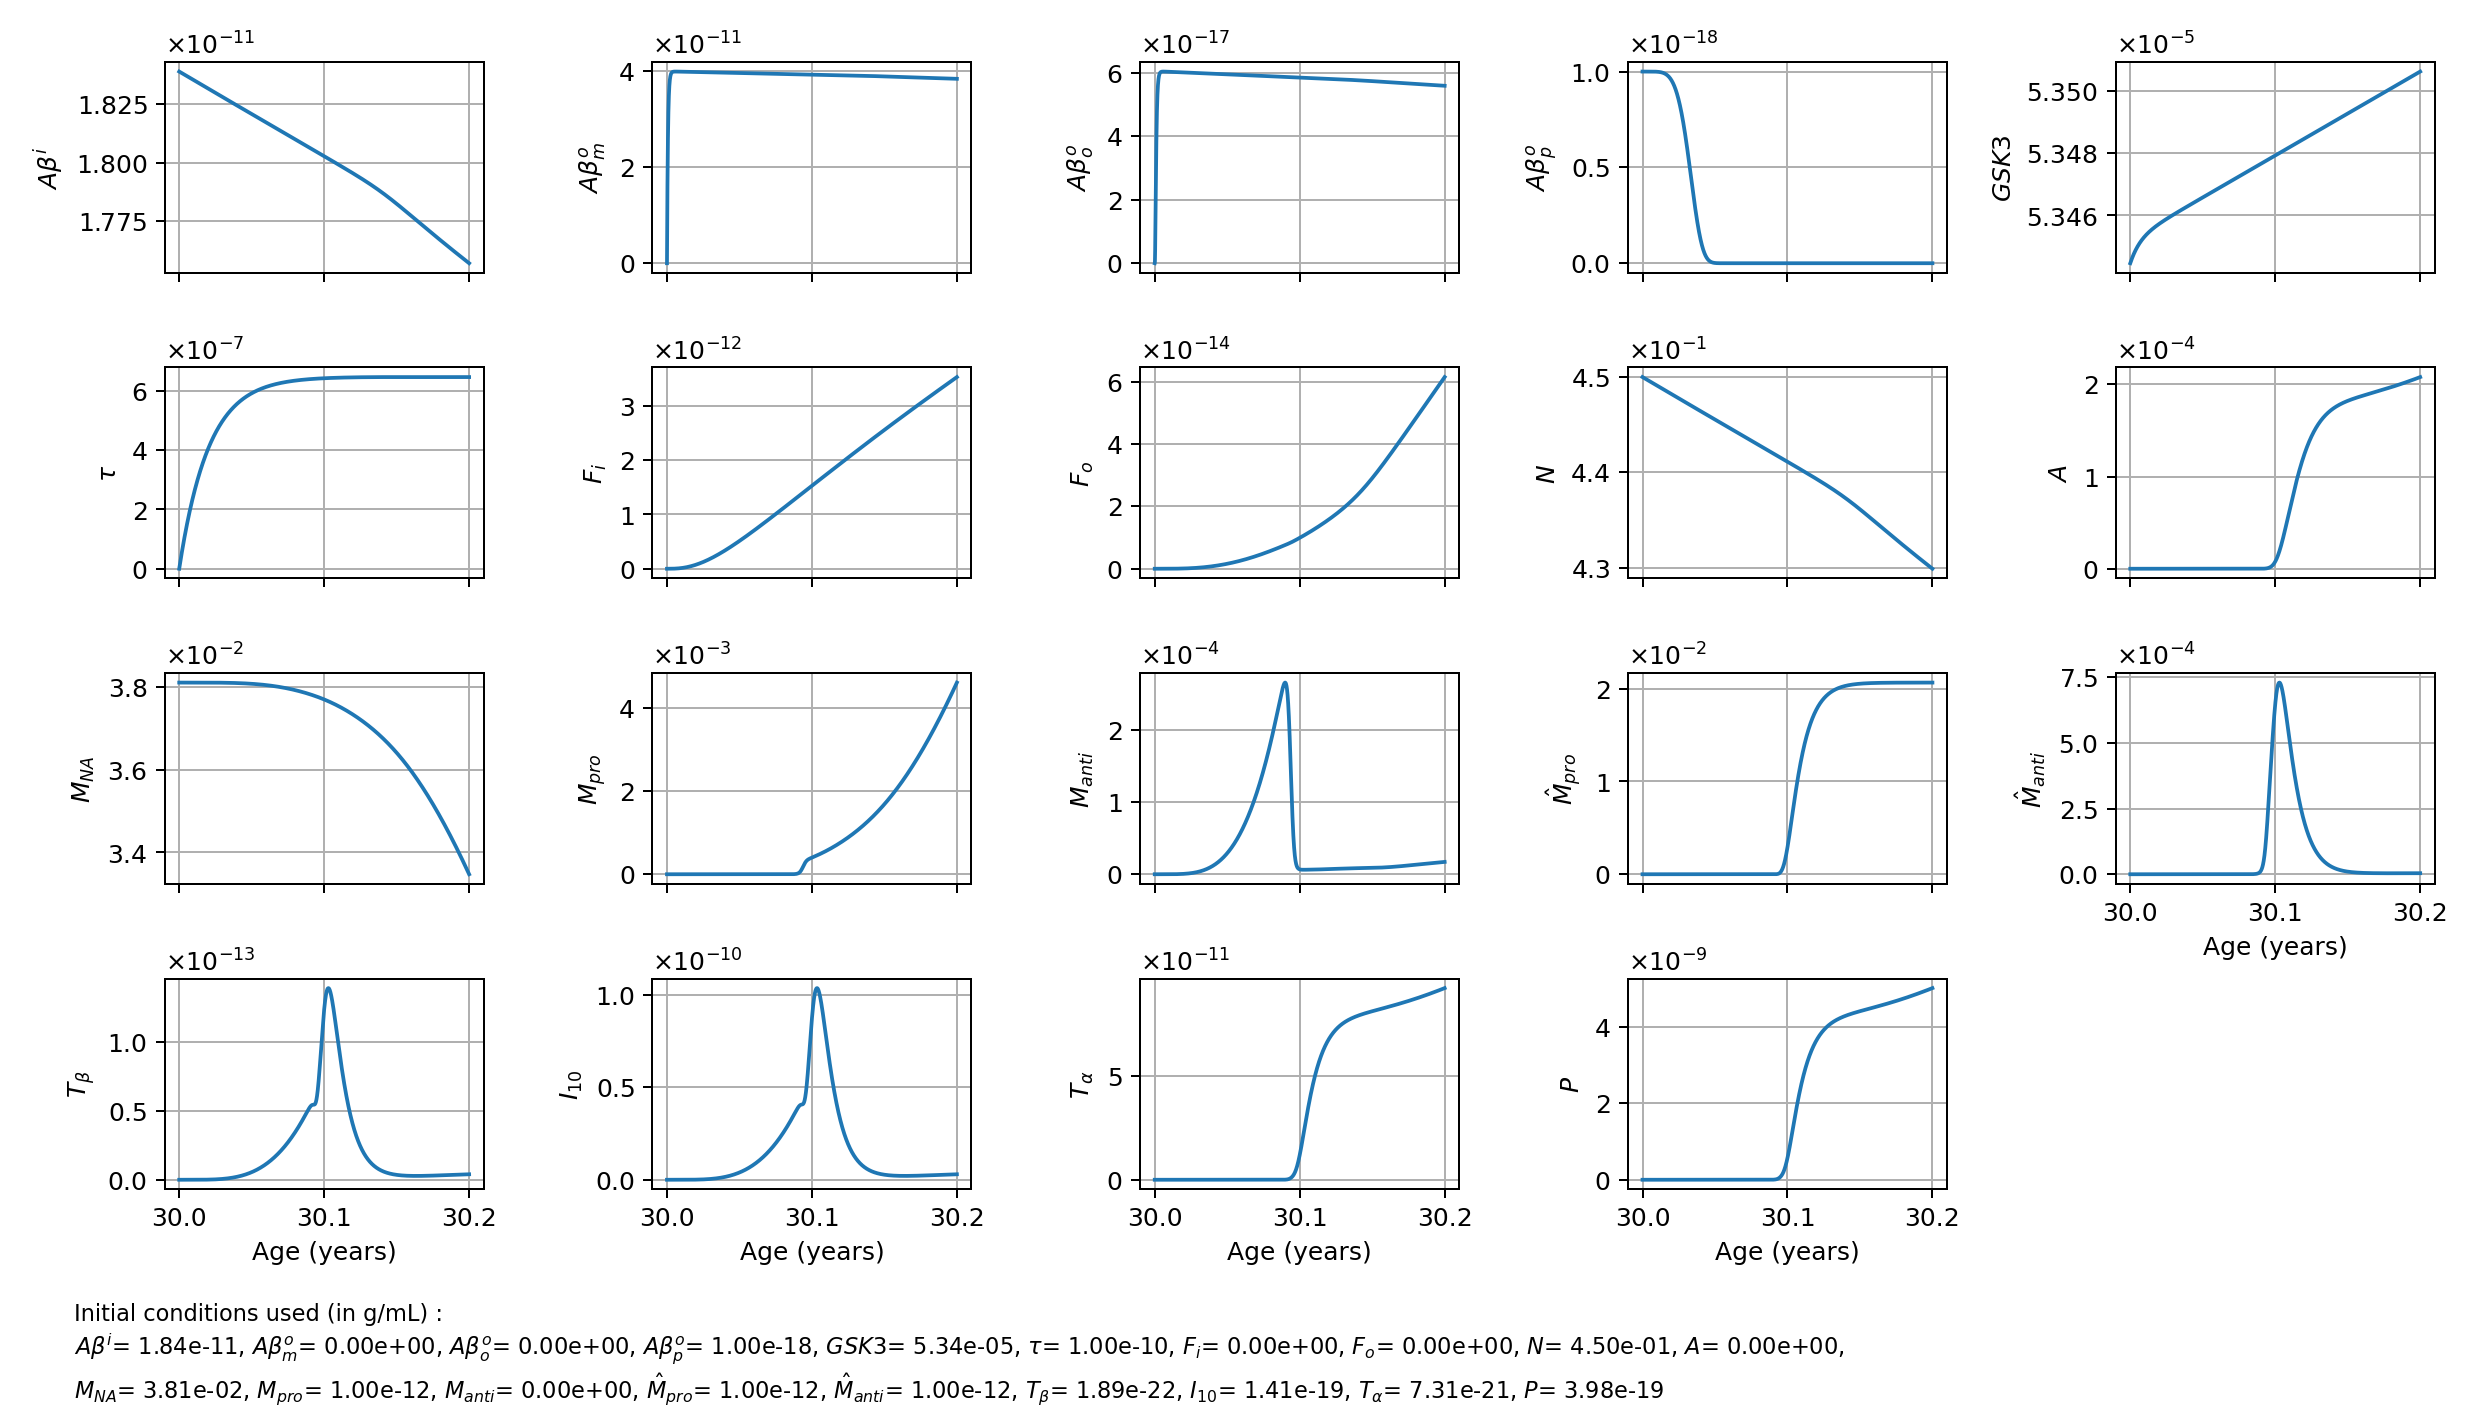 ×10⁻¹¹ ×10⁻¹¹ ×10⁻¹⁷ ×10⁻¹⁸ ×10⁻⁵
Aβⁱ 1.825 1.800 1.775
Aβₘᵒ 4 2 0
Aβₒᵒ 6 4 2 0
Aβₚᵒ 1.0 0.5 0.0
GSK3 5.350 5.348 5.346
×10⁻⁷ ×10⁻¹² ×10⁻¹⁴ ×10⁻¹ ×10⁻⁴
τ 6 4 2 0
Fᵢ 3 2 1 0
Fₒ 6 4 2 0
N 4.5 4.4 4.3
A 2 1 0
×10⁻² ×10⁻³ ×10⁻⁴ ×10⁻² ×10⁻⁴
M_NA 3.8 3.6 3.4
M_pro 4 2 0
M_anti 2 1 0
M̂_pro 2 1 0
M̂_anti 7.5 5.0 2.5 0.0
30.0 30.1 30.2
Age (years)
×10⁻¹³ ×10⁻¹⁰ ×10⁻¹¹ ×10⁻⁹
T_β 1.0 0.5 0.0
I₁₀ 1.0 0.5 0.0
T_α 5 0
P 4 2 0
30.0 30.1 30.2 30.0 30.1 30.2 30.0 30.1 30.2 30.0 30.1 30.2
Age (years) Age (years) Age (years) Age (years)
Initial conditions used (in g/mL) :
Aβⁱ= 1.84e-11, Aβₘᵒ= 0.00e+00, Aβₒᵒ= 0.00e+00, Aβₚᵒ= 1.00e-18, GSK3= 5.34e-05, τ= 1.00e-10, Fᵢ= 0.00e+00, Fₒ= 0.00e+00, N= 4.50e-01, A= 0.00e+00,
M_NA= 3.81e-02, M_pro= 1.00e-12, M_anti= 0.00e+00, M̂_pro= 1.00e-12, M̂_anti= 1.00e-12, T_β= 1.89e-22, I₁₀= 1.41e-19, T_α= 7.31e-21, P= 3.98e-19